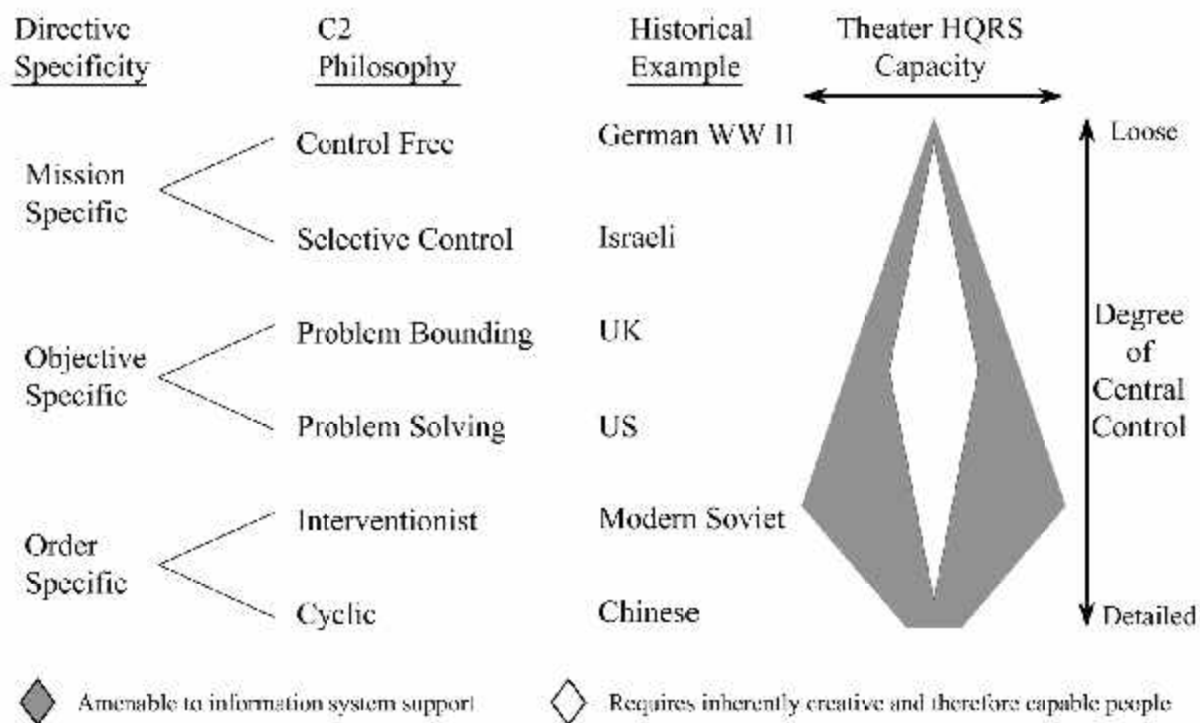 Directive
Specificity
C2
Philosophy
Historical
Example
Theater HQRS
Capacity
Mission
Specific
Control Free
German WW II
Loose
Selective Control
Israeli
Objective
Specific
Problem Bounding
UK
Degree
of
Central
Control
Problem Solving
US
Order
Specific
Interventionist
Modern Soviet
Cyclic
Chinese
Detailed
Amenable to information system support
Requires inherently creative and therefore capable people